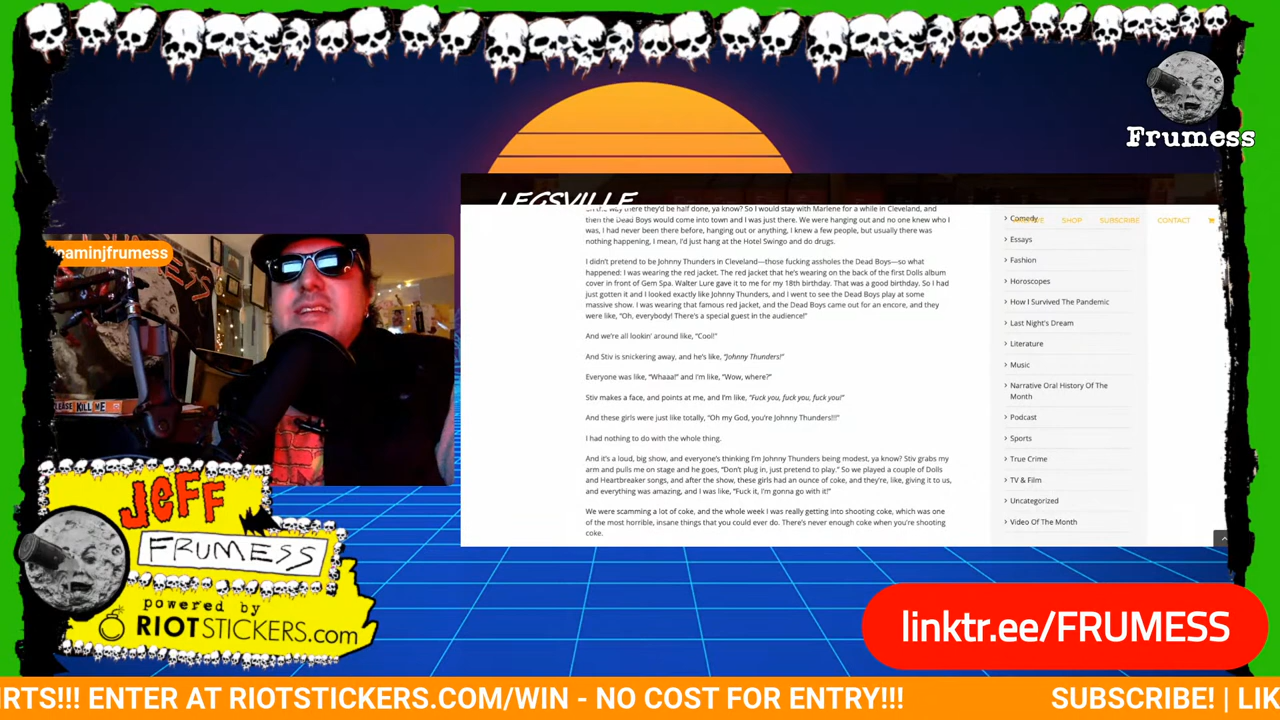 Frumess
LEGSVILLE
on the way there they'd be half done, ya know? So I would stay with Marlene for a while in Cleveland, and
then the Dead Boys would come into town and I was just there. We were hanging out and no one knew who I
was, I had never been there before, hanging out or anything, I knew a few people, but usually there was
nothing happening, I mean, I'd just hang at the Hotel Swingo and do drugs.
I didn't pretend to be Johnny Thunders in Cleveland—those fucking assholes the Dead Boys—so what
happened: I was wearing the red jacket. The red jacket that he's wearing on the back of the first Dolls album
cover in front of Gem Spa. Walter Lure gave it to me for my 18th birthday. That was a good birthday. So I had
just gotten it and I looked exactly like Johnny Thunders, and I went to see the Dead Boys play at some
massive show. I was wearing that famous red jacket, and the Dead Boys came out for an encore, and they
were like, "Oh, everybody! There's a special guest in the audience!"
And we're all lookin' around like, "Cool!"
And Stiv is snickering away, and he's like, "Johnny Thunders!"
Everyone was like, "Whaaa!" and I'm like, "Wow, where?"
Stiv makes a face, and points at me, and I'm like, "Fuck you, fuck you, fuck you!"
And these girls were just like totally, "Oh my God, you're Johnny Thunders!!!"
I had nothing to do with the whole thing.
And it's a loud, big show, and everyone's thinking I'm Johnny Thunders being modest, ya know? Stiv grabs my
arm and pulls me on stage and he goes, "Don't plug in, just pretend to play." So we played a couple of Dolls
and Heartbreaker songs, and after the show, these girls had an ounce of coke, and they're, like, giving it to us,
and everything was amazing, and I was like, "Fuck it, I'm gonna go with it!"
We were scamming a lot of coke, and the whole week I was really getting into shooting coke, which was one
of the most horrible, insane things that you could ever do. There's never enough coke when you're shooting
coke.
Comedy
SHOP
SUBSCRIBE
CONTACT
Essays
Fashion
Horoscopes
How I Survived The Pandemic
Last Night's Dream
Literature
Music
Narrative Oral History Of The
Month
Podcast
Sports
True Crime
TV & Film
Uncategorized
Video Of The Month
eaminjfrumess
LEASE KILL ME
JeFF
FRUMESS
powered by
RIOTSTICKERS.com
linktr.ee/FRUMESS
IRTS!!! ENTER AT RIOTSTICKERS.COM/WIN - NO COST FOR ENTRY!!!
SUBSCRIBE! | LIK